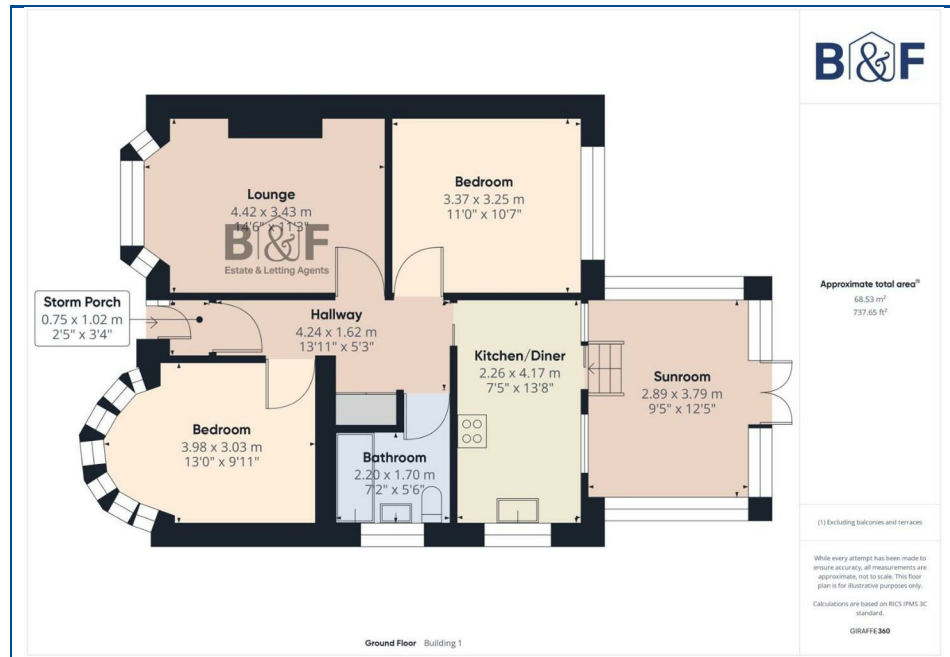 B&F
Lounge
4.42 x 3.43 m
14'6" x 11'3"
B&F
Estate & Letting Agents
Bedroom
3.37 x 3.25 m
11'0" x 10'7"
Storm Porch
0.75 x 1.02 m
2'5" x 3'4"
Hallway
4.24 x 1.62 m
13'11" x 5'3"
Kitchen/Diner
2.26 x 4.17 m
7'5" x 13'8"
Sunroom
2.89 x 3.79 m
9'5" x 12'5"
Bedroom
3.98 x 3.03 m
13'0" x 9'11"
Bathroom
2.20 x 1.70 m
7'2" x 5'6"
Approximate total area(1)
68.53 m²
737.65 ft²
(1) Excluding balconies and terraces
While every attempt has been made to
ensure accuracy, all measurements are
approximate, not to scale. This floor
plan is for illustrative purposes only.
Calculations are based on RICS IPMS 3C
standard.
GIRAFFE360
Ground Floor Building 1